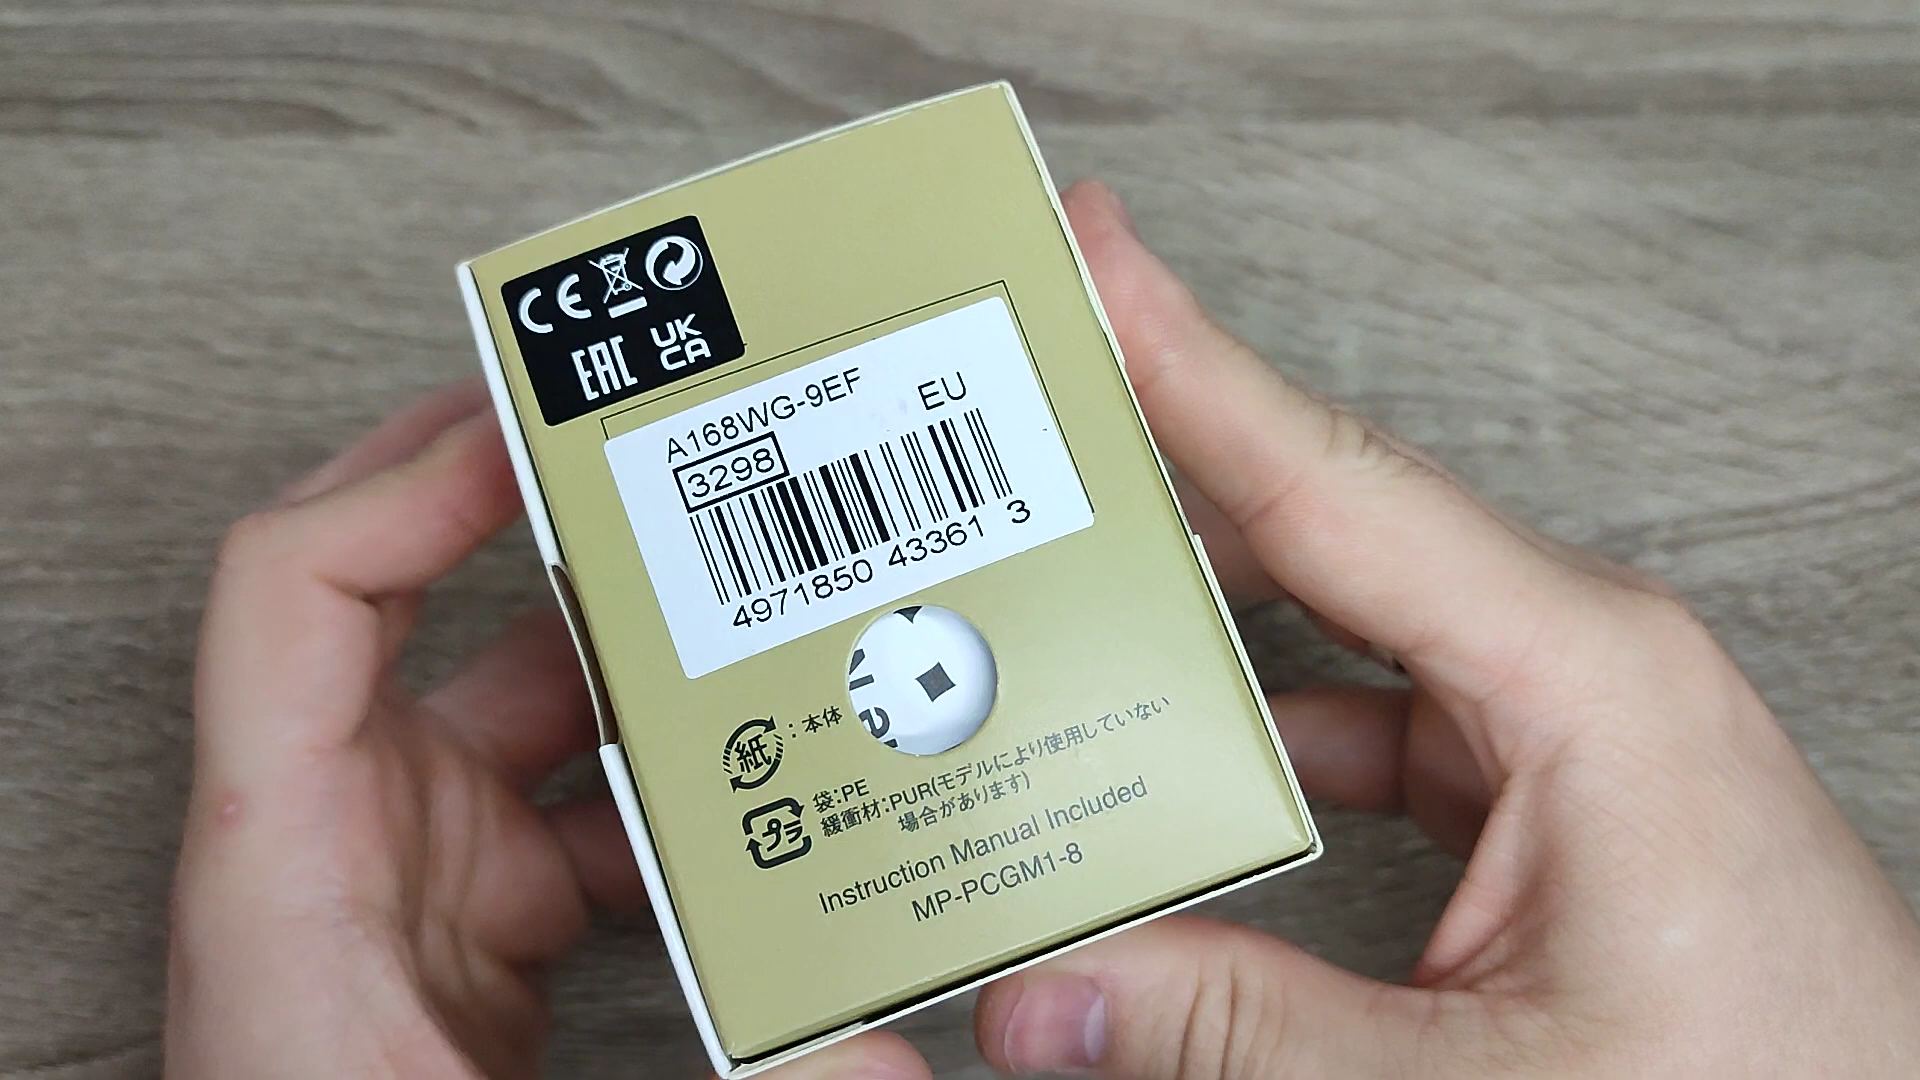 CE
EAC
UK
CA
A168WG-9EF
EU
3298
4971850 43361 3
紙
:本体
プラ
袋:PE
緩衝材:PUR(モデルにより使用していない
場合があります)
Instruction Manual Included
MP-PCGM1-8